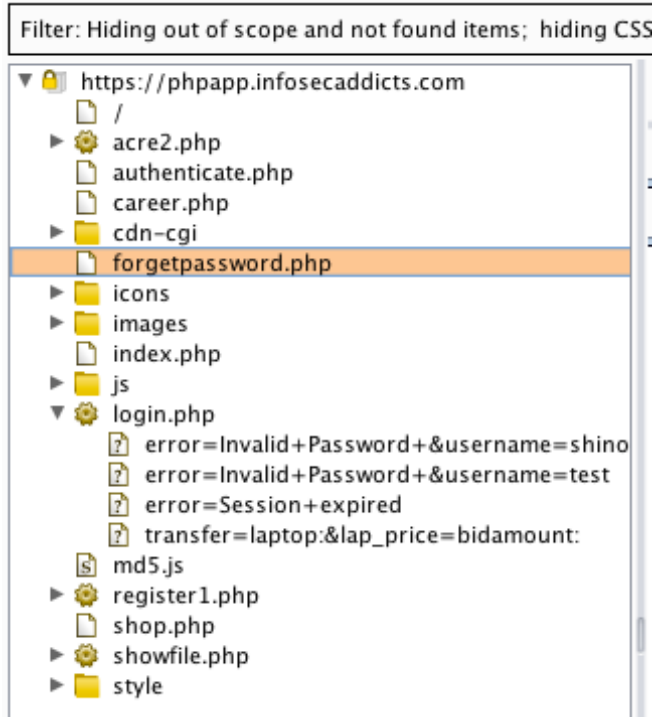 Filter: Hiding out of scope and not found items; hiding CSS
https://phpapp.infosecaddicts.com
/
acre2.php
authenticate.php
career.php
cdn-cgi
forgetpassword.php
icons
images
index.php
js
login.php
? error=Invalid+Password+&username=shino
? error=Invalid+Password+&username=test
? error=Session+expired
? transfer=laptop:&lap_price=bidamount:
S md5.js
register1.php
shop.php
showfile.php
style